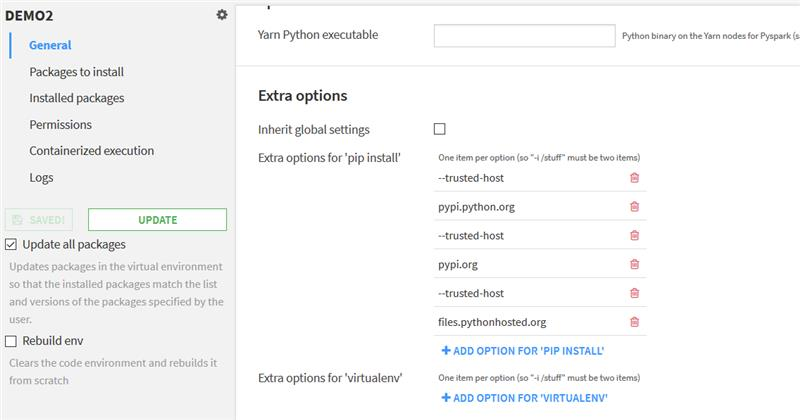 DEMO2
General
Packages to install
Installed packages
Permissions
Containerized execution
Logs
SAVED!
UPDATE
Update all packages
Updates packages in the virtual environment
so that the installed packages match the list
and versions of the packages specified by the
user.
Rebuild env
Clears the code environment and rebuilds it
from scratch
Yarn Python executable
Python binary on the Yarn nodes for Pyspark (s
Extra options
Inherit global settings
Extra options for 'pip install'
One item per option (so "-i /stuff" must be two items)
--trusted-host
pypi.python.org
--trusted-host
pypi.org
--trusted-host
files.pythonhosted.org
ADD OPTION FOR 'PIP INSTALL'
Extra options for 'virtualenv'
One item per option (so "-i /stuff" must be two items)
ADD OPTION FOR 'VIRTUALENV'